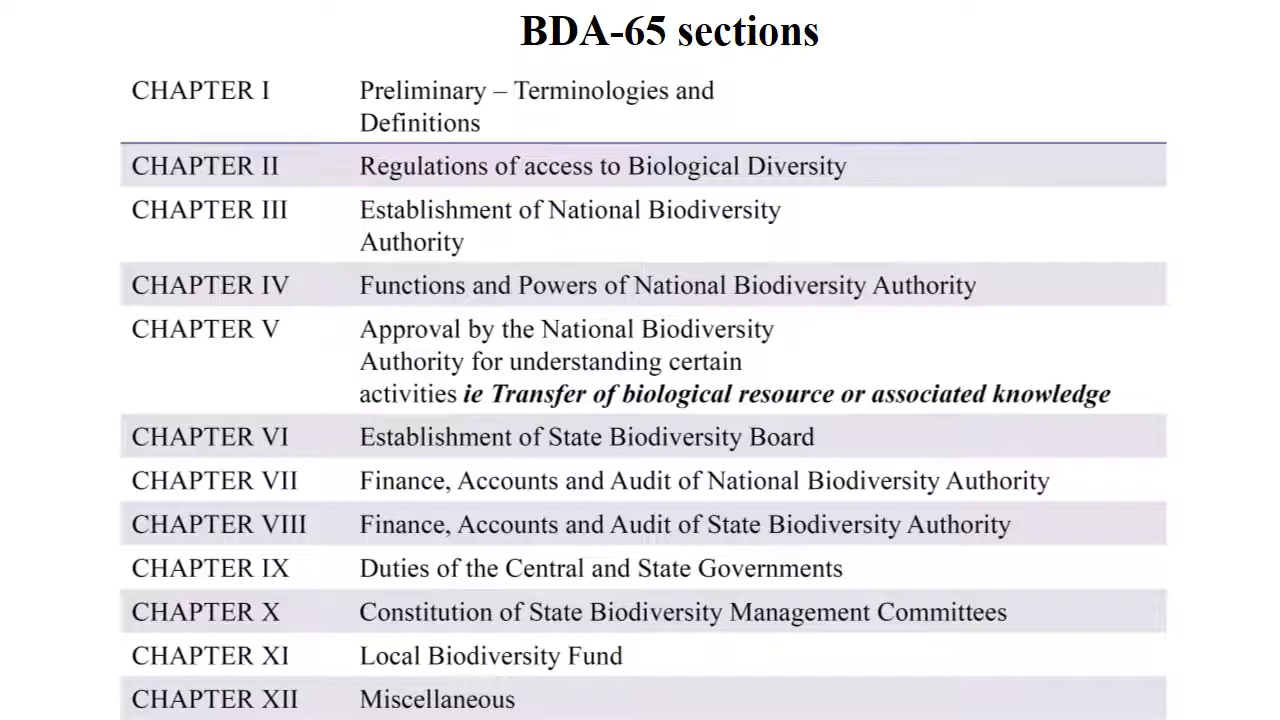 BDA-65 sections
CHAPTER I Preliminary – Terminologies and
Definitions
CHAPTER II Regulations of access to Biological Diversity
CHAPTER III Establishment of National Biodiversity
Authority
CHAPTER IV Functions and Powers of National Biodiversity Authority
CHAPTER V Approval by the National Biodiversity
Authority for understanding certain
activities ie Transfer of biological resource or associated knowledge
CHAPTER VI Establishment of State Biodiversity Board
CHAPTER VII Finance, Accounts and Audit of National Biodiversity Authority
CHAPTER VIII Finance, Accounts and Audit of State Biodiversity Authority
CHAPTER IX Duties of the Central and State Governments
CHAPTER X Constitution of State Biodiversity Management Committees
CHAPTER XI Local Biodiversity Fund
CHAPTER XII Miscellaneous